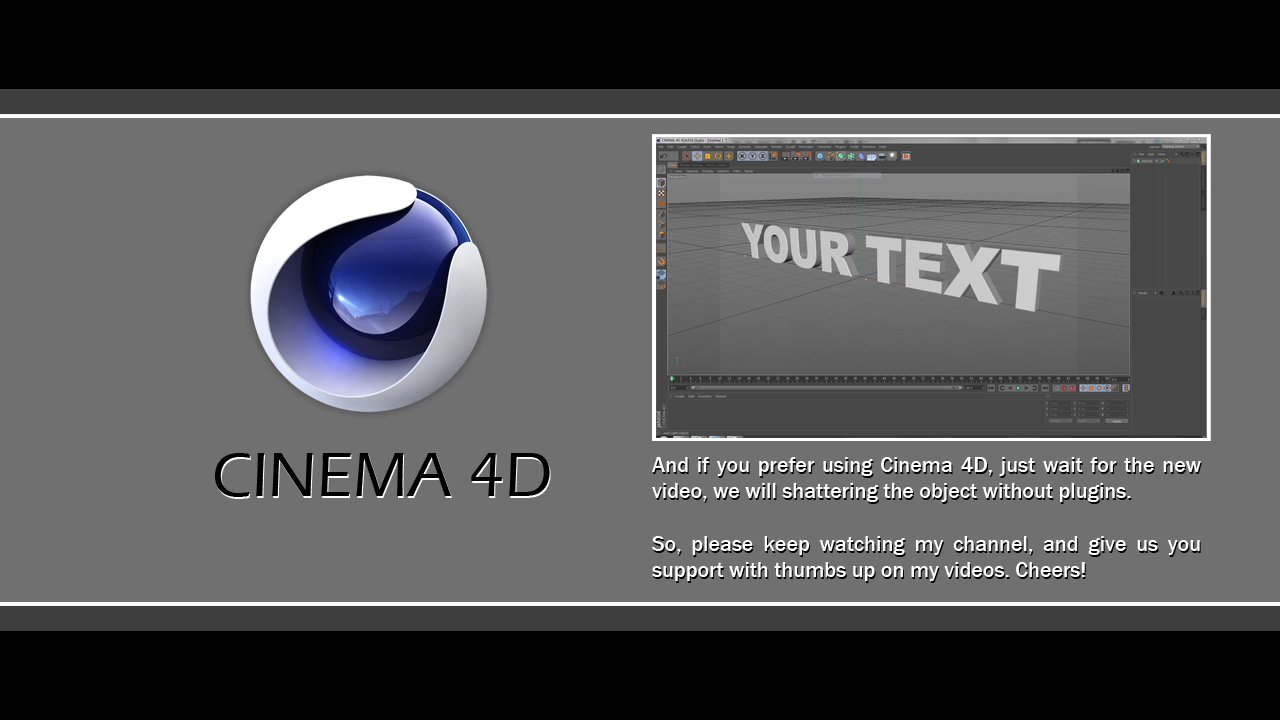 YOUR TEXT
CINEMA 4D
And if you prefer using Cinema 4D, just wait for the new
video, we will shattering the object without plugins.
So, please keep watching my channel, and give us you
support with thumbs up on my videos. Cheers!